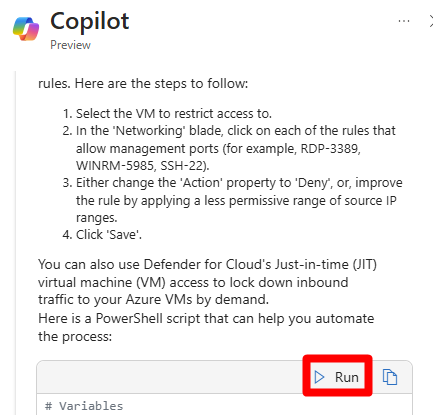 Copilot
Preview
rules. Here are the steps to follow:
1. Select the VM to restrict access to.
2. In the 'Networking' blade, click on each of the rules that
allow management ports (for example, RDP-3389,
WINRM-5985, SSH-22).
3. Either change the 'Action' property to 'Deny', or, improve
the rule by applying a less permissive range of source IP
ranges.
4. Click 'Save'.
You can also use Defender for Cloud's Just-in-time (JIT)
virtual machine (VM) access to lock down inbound
traffic to your Azure VMs by demand.
Here is a PowerShell script that can help you automate
the process:
Run
# Variables